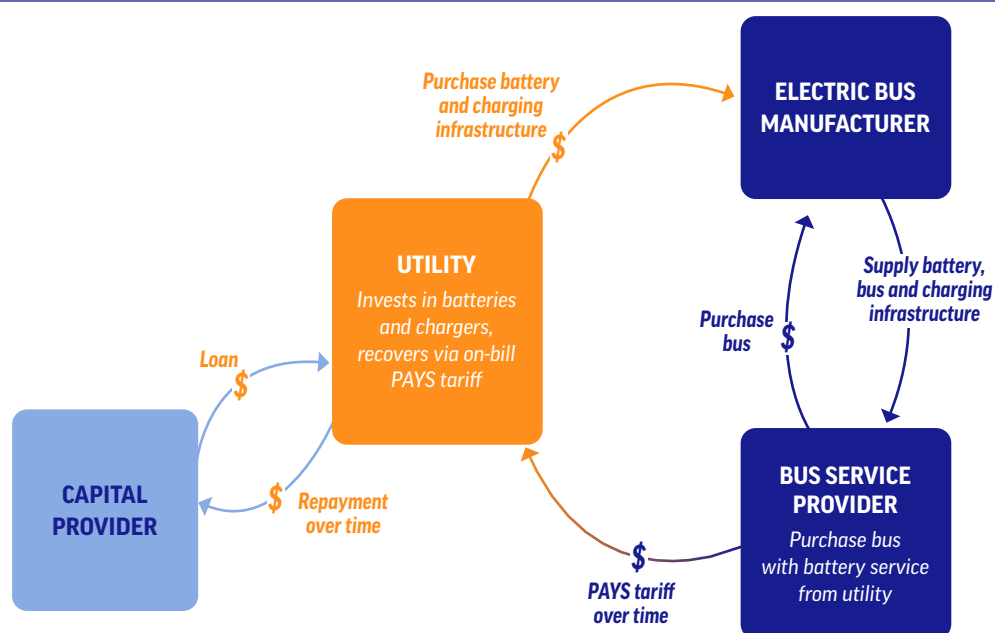 Purchase battery
and charging
infrastructure
$
ELECTRIC BUS
MANUFACTURER
UTILITY
Invests in batteries
and chargers,
recovers via on-bill
PAYS tariff
Supply battery,
bus and charging
infrastructure
Purchase
bus
$
Loan
$
CAPITAL
PROVIDER
$
Repayment
over time
BUS SERVICE
PROVIDER
Purchase bus
with battery service
from utility
$
PAYS tariff
over time